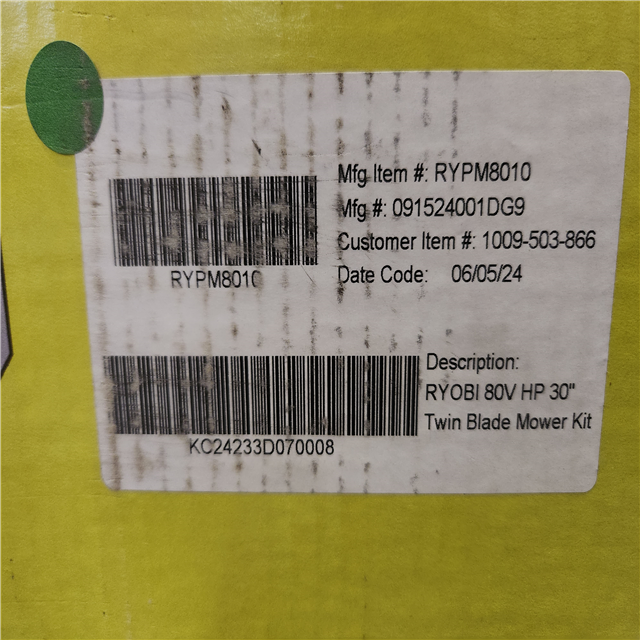 Mfg Item #: RYPM8010
Mfg #: 091524001DG9
Customer Item #: 1009-503-866
Date Code: 06/05/24
RYPM8010
Description:
RYOBI 80V HP 30"
Twin Blade Mower Kit
KC24233D070008